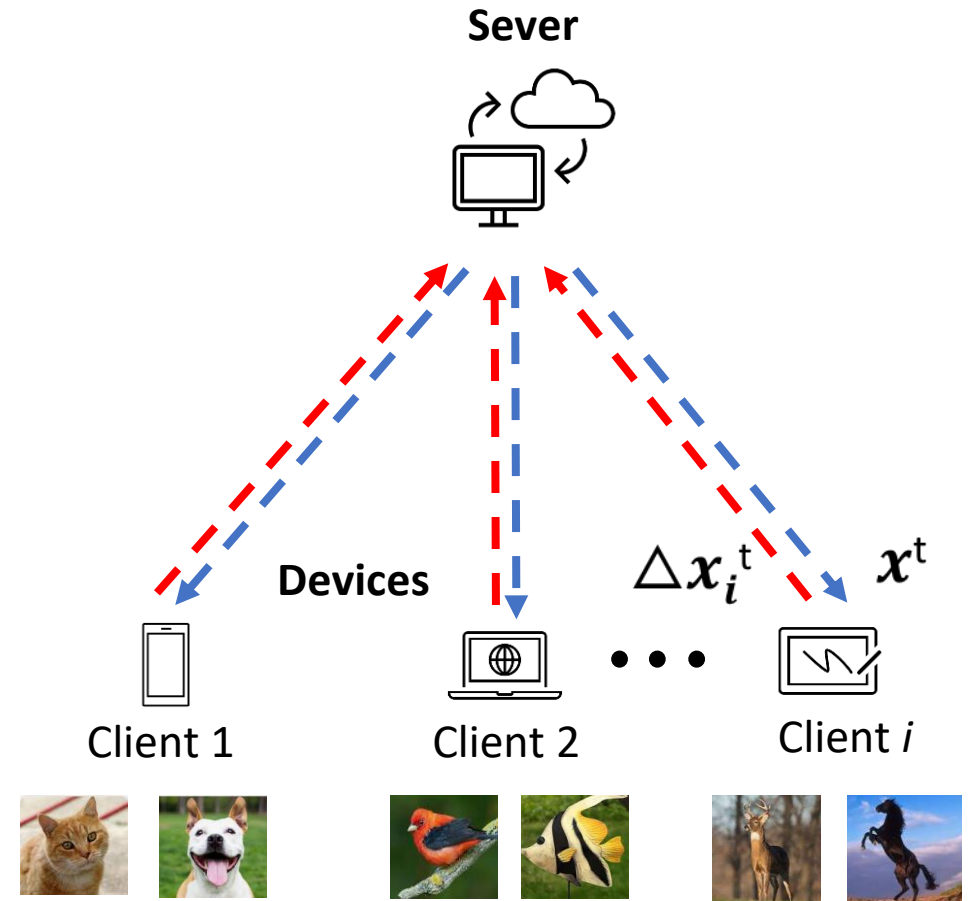 Sever
Devices
△x_i^t
x^t
Client 1
Client 2
Client i